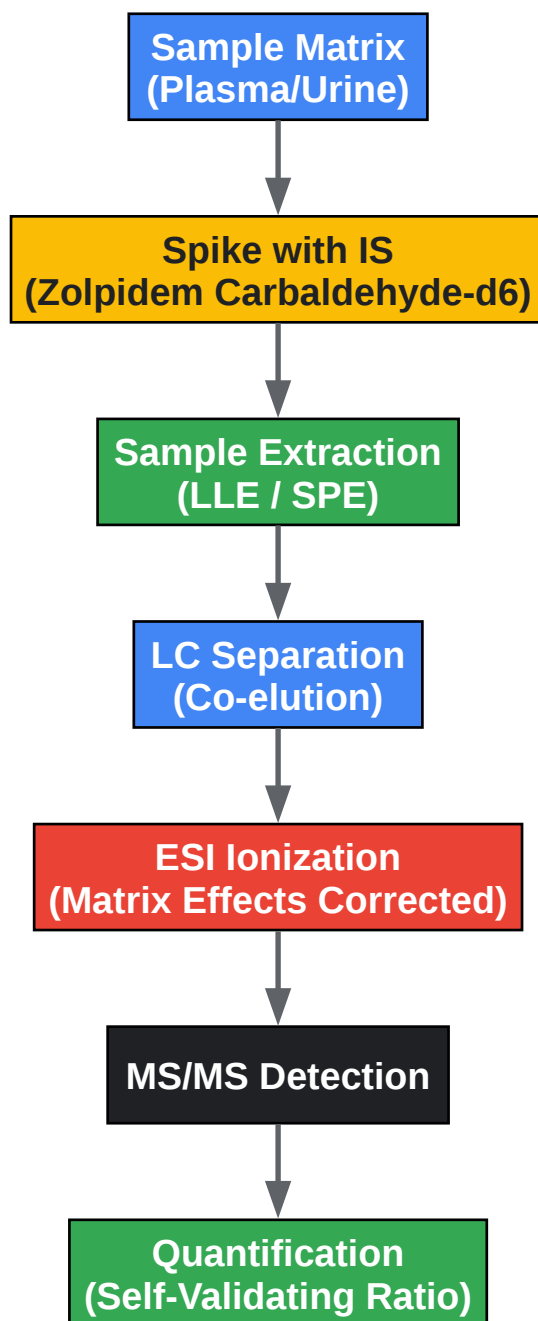 Sample Matrix
(Plasma/Urine)
Spike with IS
(Zolpidem Carbaldehyde-d6)
Sample Extraction
(LLE / SPE)
LC Separation
(Co-elution)
ESI Ionization
(Matrix Effects Corrected)
MS/MS Detection
Quantification
(Self-Validating Ratio)